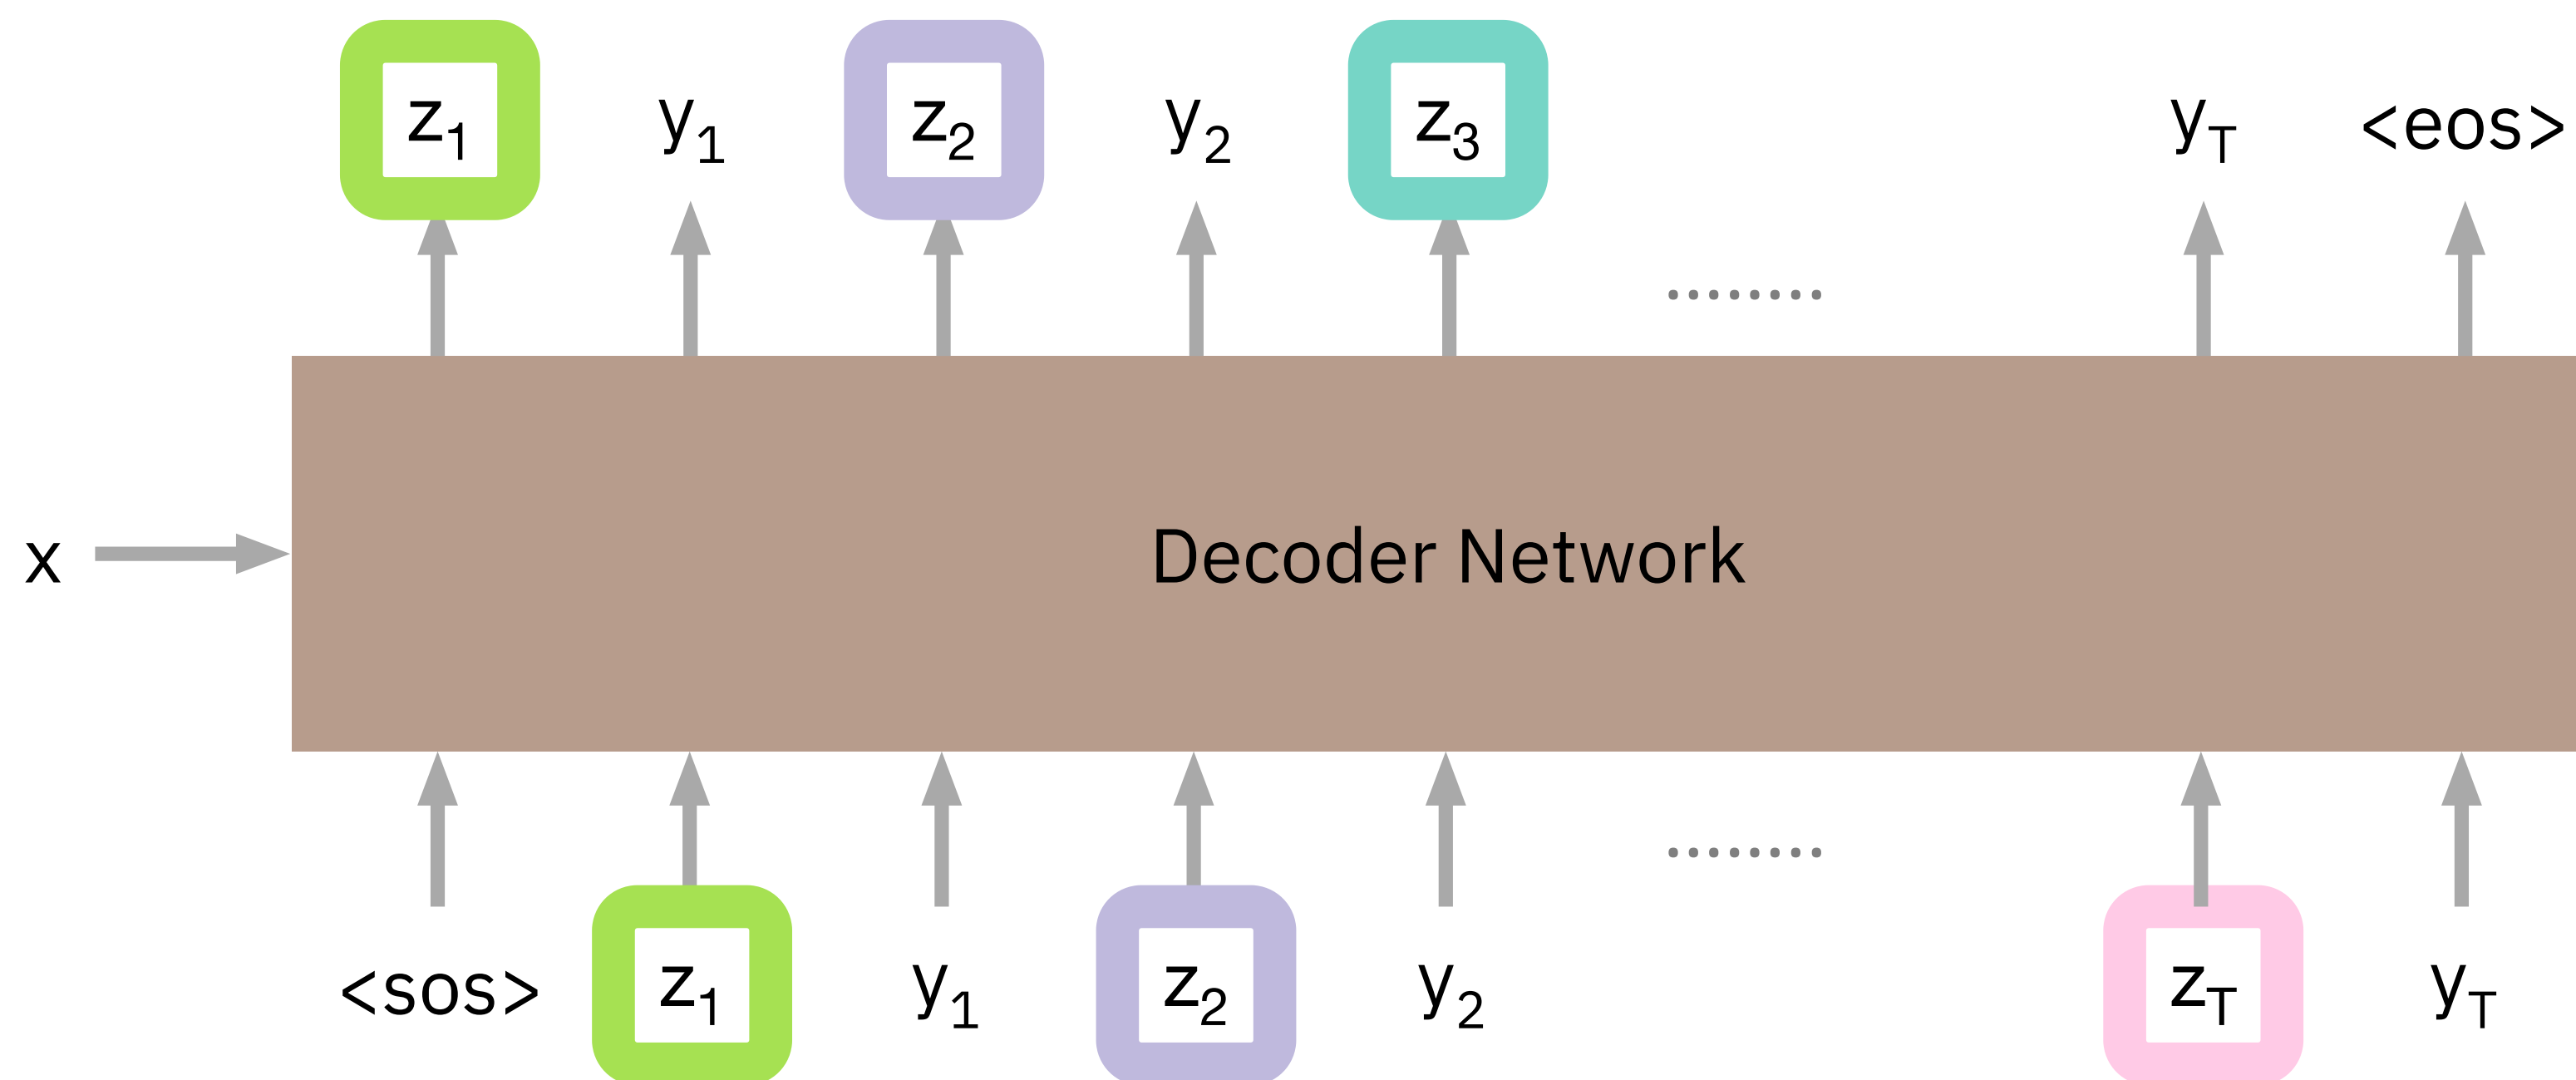 z1 y1 z2 y2 z3 yT <eos>
........
x Decoder Network
........
<sos> z1 y1 z2 y2 zT yT